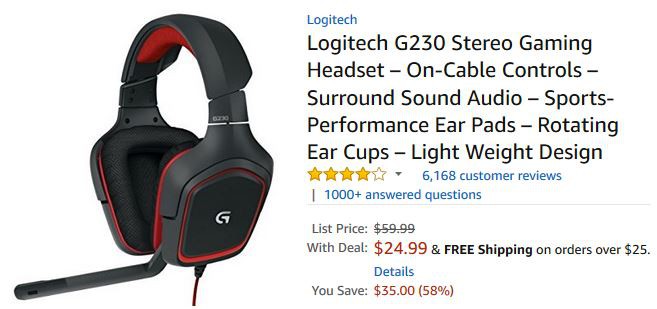 Logitech
Logitech G230 Stereo Gaming
Headset – On-Cable Controls –
Surround Sound Audio – Sports-
Performance Ear Pads – Rotating
Ear Cups – Light Weight Design
6,168 customer reviews
| 1000+ answered questions
List Price: $59.99
With Deal: $24.99 & FREE Shipping on orders over $25.
Details
You Save: $35.00 (58%)
G230
G